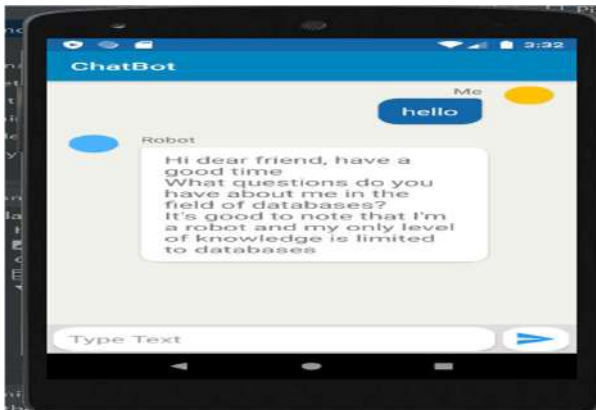 3:32
ChatBot
Me
hello
Robot
Hi dear friend, have a
good time
What questions do you
have about me in the
field of databases?
It's good to note that I'm
a robot and my only level
of knowledge is limited
to databases
Type Text